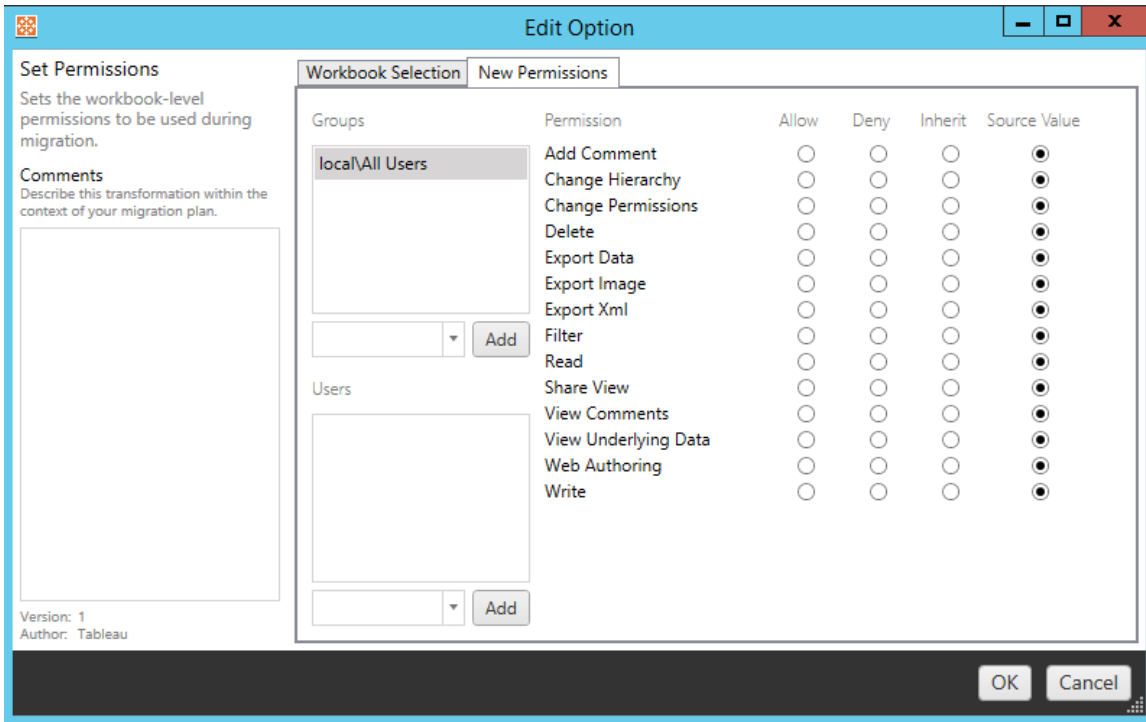 Edit Option
Set Permissions
Sets the workbook-level
permissions to be used during
migration.
Comments
Describe this transformation within the
context of your migration plan.
Version: 1
Author: Tableau
Workbook Selection New Permissions
Groups
local\All Users
Add
Users
Add
Permission Allow Deny Inherit Source Value
Add Comment
Change Hierarchy
Change Permissions
Delete
Export Data
Export Image
Export Xml
Filter
Read
Share View
View Comments
View Underlying Data
Web Authoring
Write
OK Cancel